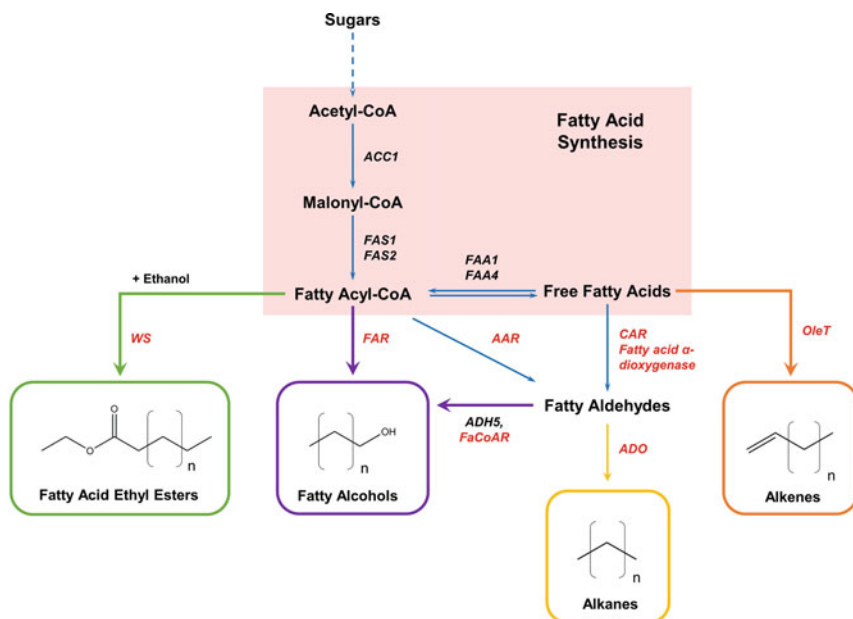 Sugars
Acetyl-CoA
Fatty Acid
Synthesis
ACC1
Malonyl-CoA
FAS1
FAS2
FAA1
FAA4
+ Ethanol
Fatty Acyl-CoA
Free Fatty Acids
WS
FAR
AAR
CAR
Fatty acid α-
dioxygenase
OleT
Fatty Aldehydes
ADH5,
FaCoAR
ADO
O
O
n
Fatty Acid Ethyl Esters
OH
n
Fatty Alcohols
n
Alkenes
n
Alkanes